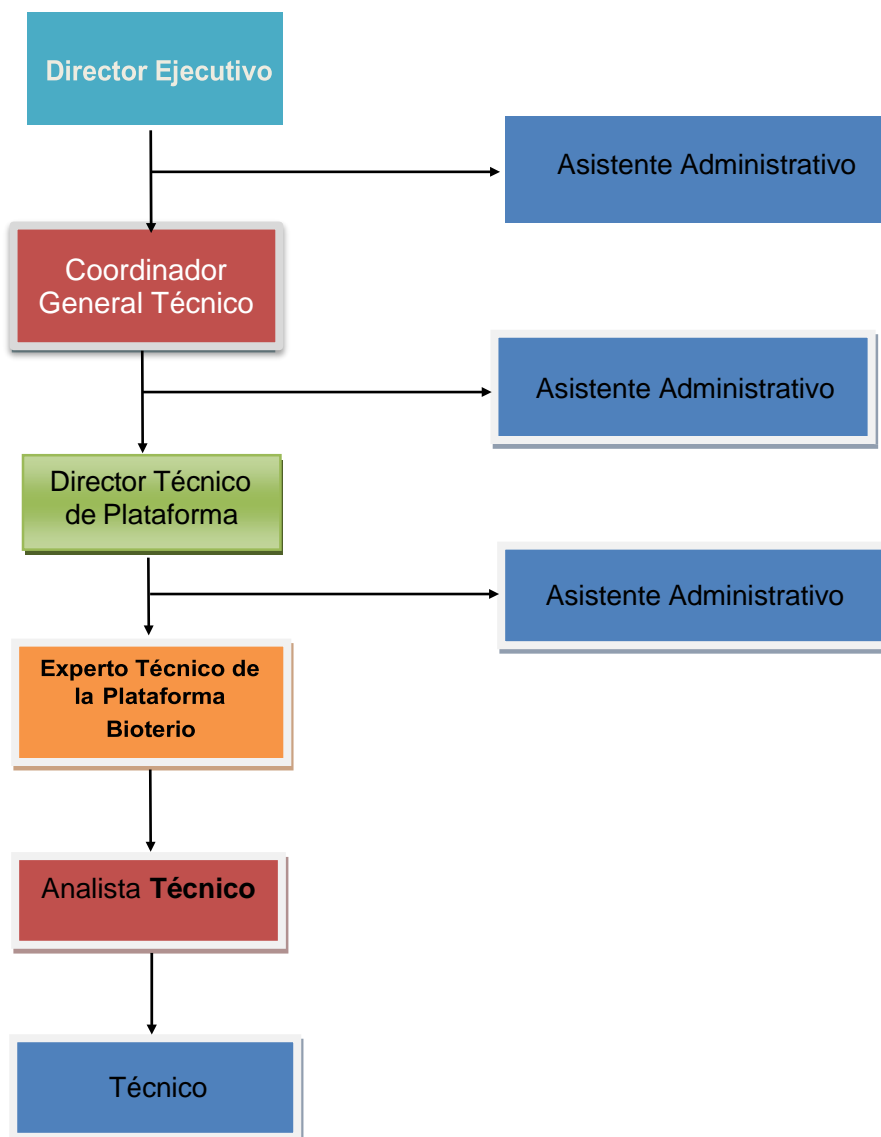 Director Ejecutivo
Asistente Administrativo
Coordinador
General Técnico
Asistente Administrativo
Director Técnico
de Plataforma
Asistente Administrativo
Experto Técnico de
la Plataforma
Bioterio
Analista Técnico
Técnico